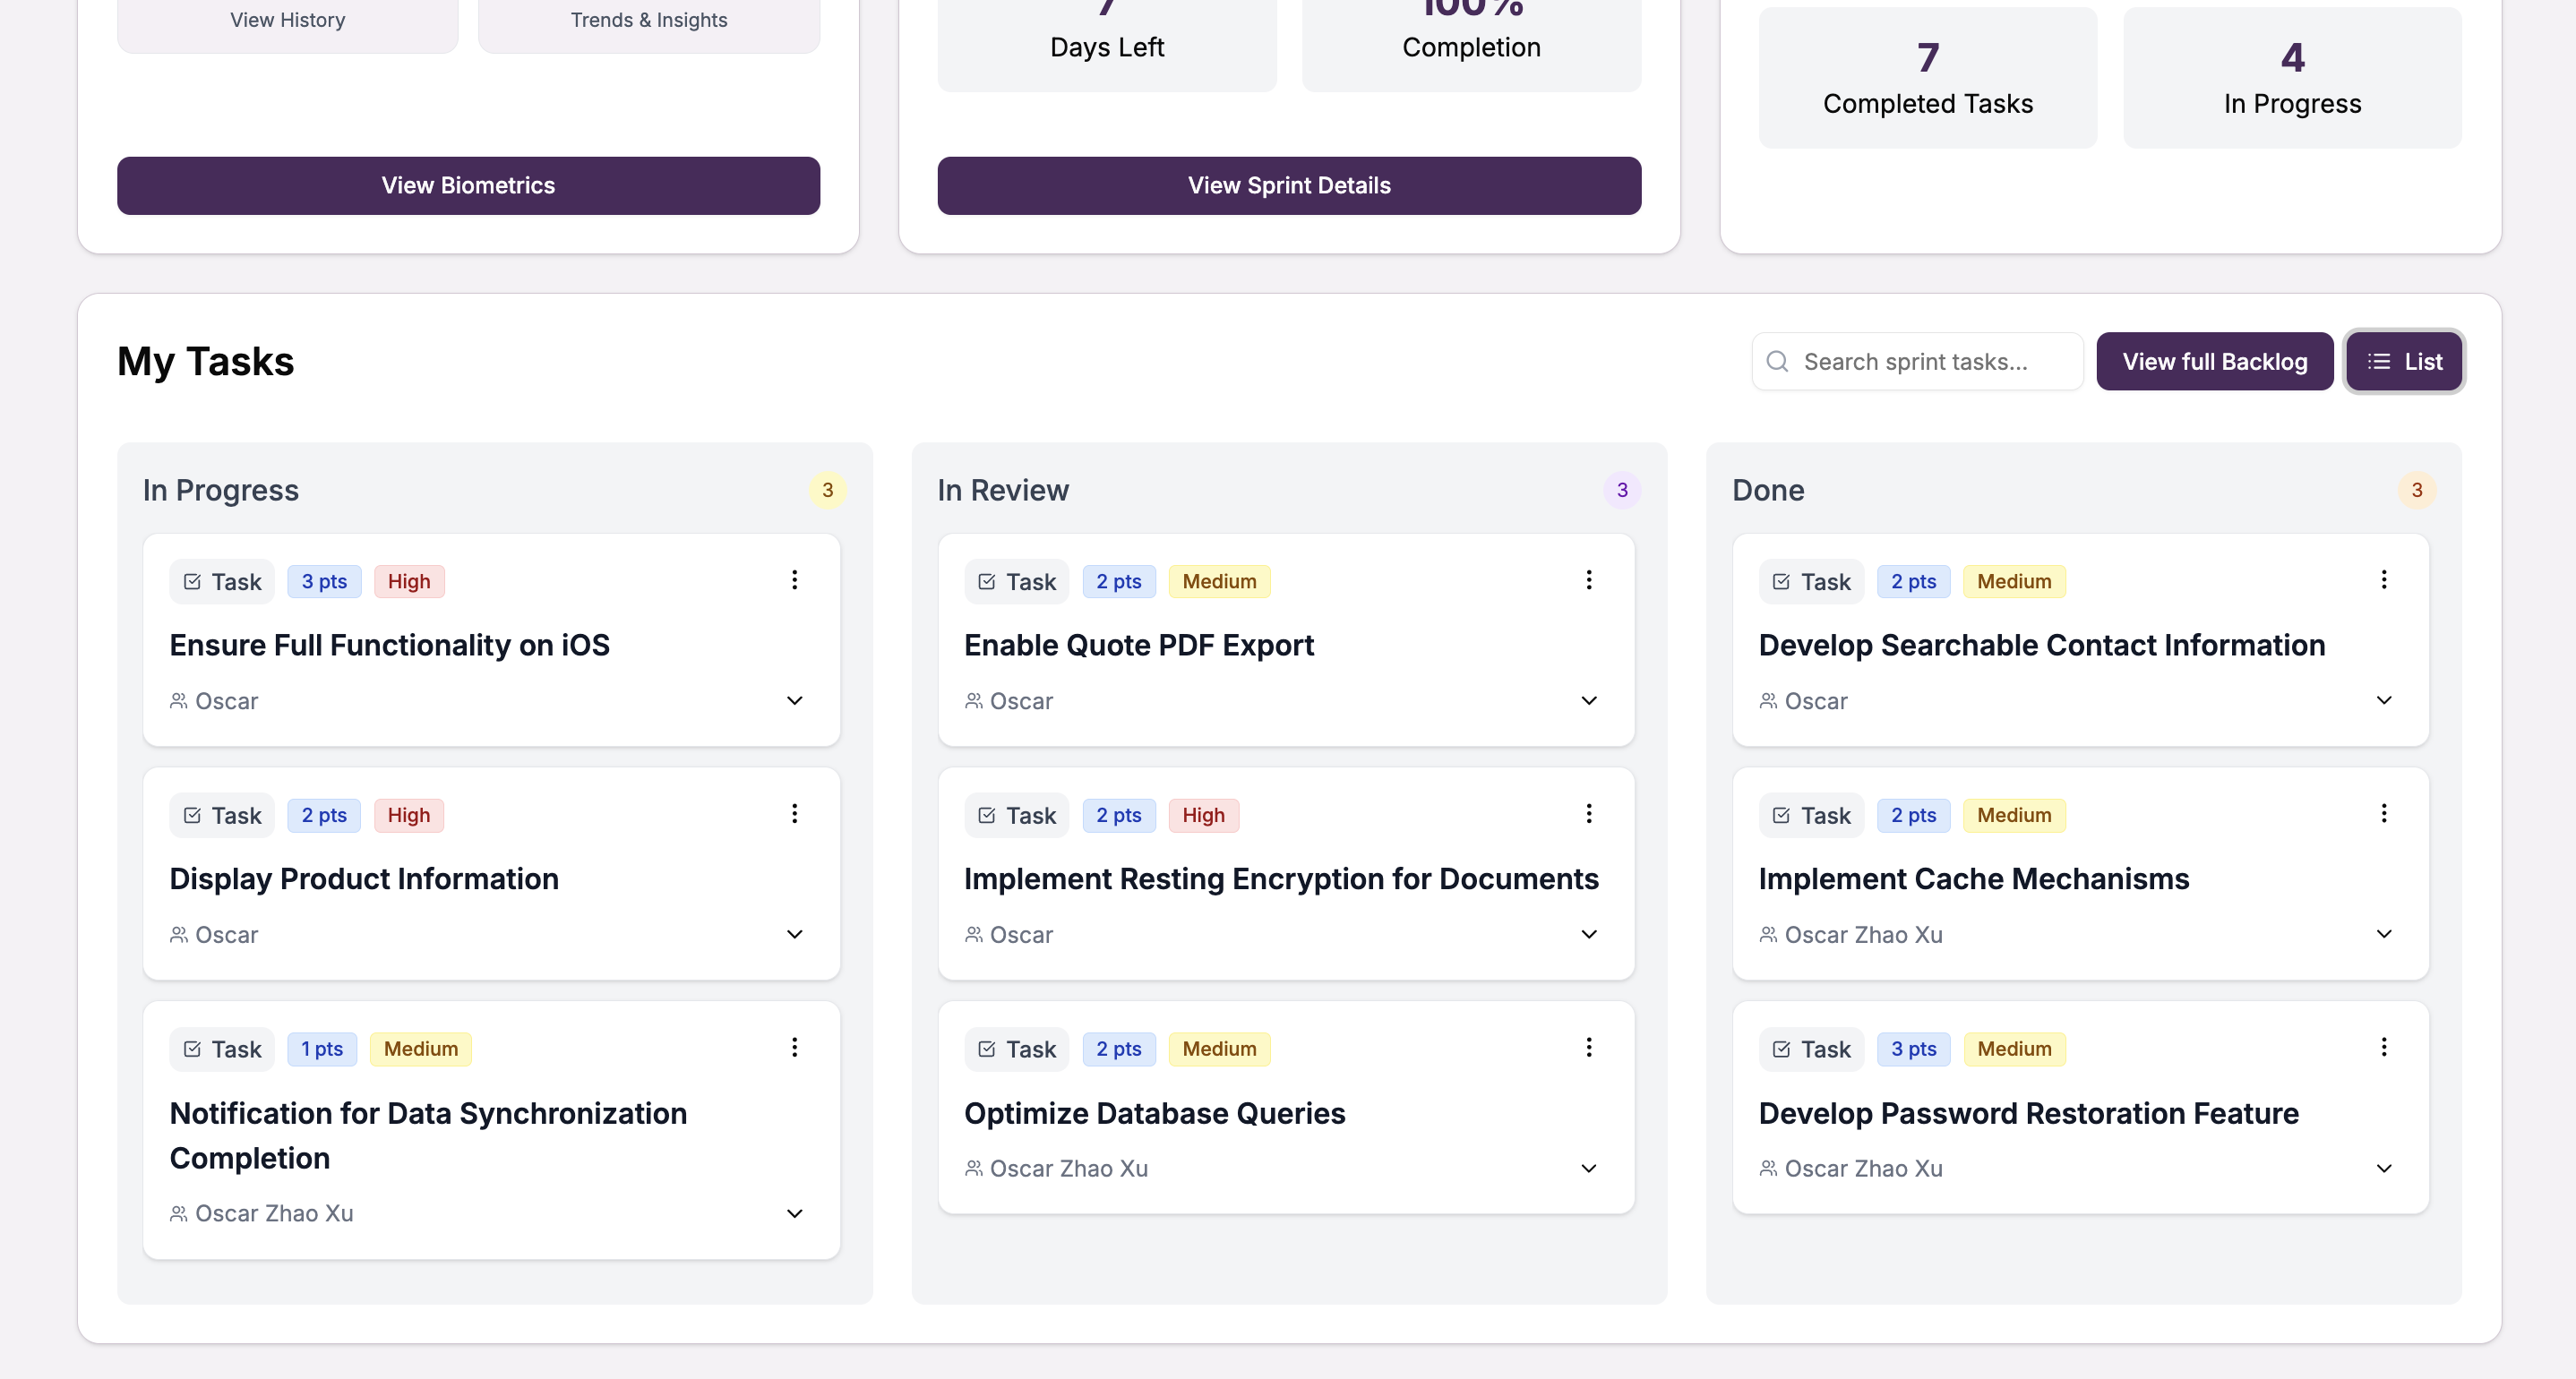 View History
Trends & Insights
7
Days Left
100%
Completion
7
Completed Tasks
4
In Progress
View Biometrics
View Sprint Details
My Tasks
Search sprint tasks...
View full Backlog
List
In Progress
3
Task
3 pts
High
Ensure Full Functionality on iOS
Oscar
Task
2 pts
High
Display Product Information
Oscar
Task
1 pts
Medium
Notification for Data Synchronization
Completion
Oscar Zhao Xu
In Review
3
Task
2 pts
Medium
Enable Quote PDF Export
Oscar
Task
2 pts
High
Implement Resting Encryption for Documents
Oscar
Task
2 pts
Medium
Optimize Database Queries
Oscar Zhao Xu
Done
3
Task
2 pts
Medium
Develop Searchable Contact Information
Oscar
Task
2 pts
Medium
Implement Cache Mechanisms
Oscar Zhao Xu
Task
3 pts
Medium
Develop Password Restoration Feature
Oscar Zhao Xu